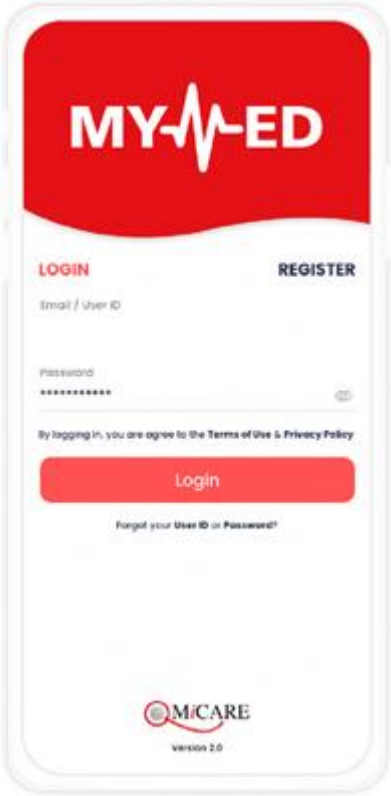 MY M-ED
LOGIN REGISTER
Email / User ID
Password
***********
By logging in, you are agree to the Terms of Use & Privacy Policy
Login
Forgot your User ID or Password?
MiCARE
Version 2.0